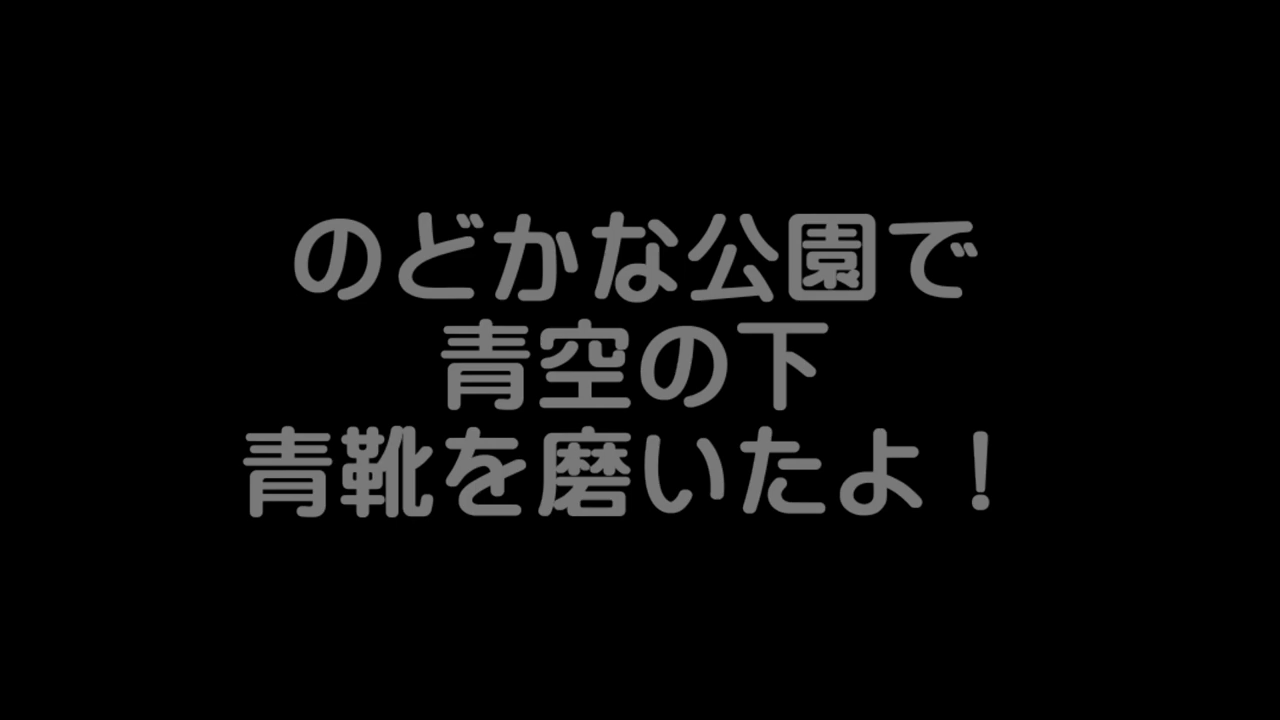 のどかな公園で
青空の下
青靴を磨いたよ！